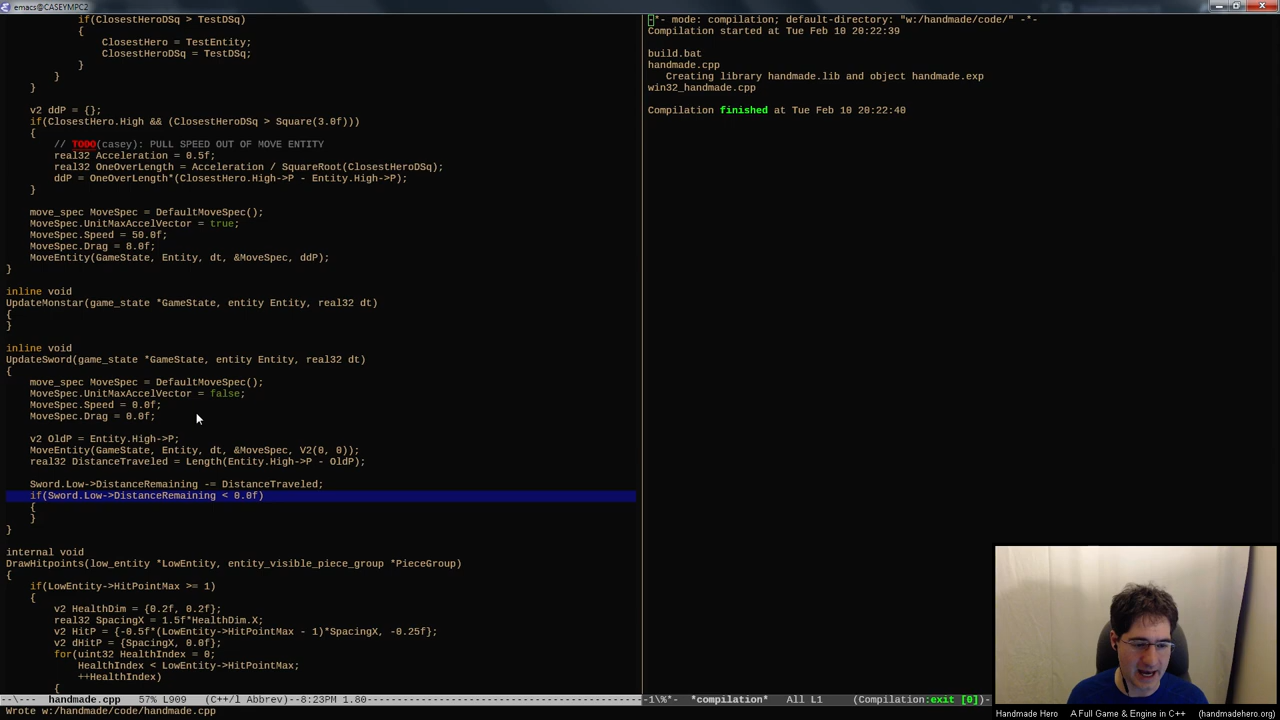 emacs@CASEYMPC2
if(ClosestHeroDSq > TestDSq)
{
ClosestHero = TestEntity;
ClosestHeroDSq = TestDSq;
}
}
}
v2 ddP = {};
if(ClosestHero.High && (ClosestHeroDSq > Square(3.0f)))
{
// TODO(casey): PULL SPEED OUT OF MOVE ENTITY
real32 Acceleration = 0.5f;
real32 OneOverLength = Acceleration / SquareRoot(ClosestHeroDSq);
ddP = OneOverLength*(ClosestHero.High->P - Entity.High->P);
}
move_spec MoveSpec = DefaultMoveSpec();
MoveSpec.UnitMaxAccelVector = true;
MoveSpec.Speed = 50.0f;
MoveSpec.Drag = 8.0f;
MoveEntity(GameState, Entity, dt, &MoveSpec, ddP);
}
inline void
UpdateMonstar(game_state *GameState, entity Entity, real32 dt)
{
}
inline void
UpdateSword(game_state *GameState, entity Entity, real32 dt)
{
move_spec MoveSpec = DefaultMoveSpec();
MoveSpec.UnitMaxAccelVector = false;
MoveSpec.Speed = 0.0f;
MoveSpec.Drag = 0.0f;
v2 OldP = Entity.High->P;
MoveEntity(GameState, Entity, dt, &MoveSpec, V2(0, 0));
real32 DistanceTraveled = Length(Entity.High->P - OldP);
Sword.Low->DistanceRemaining -= DistanceTraveled;
if(Sword.Low->DistanceRemaining < 0.0f)
{
}
}
internal void
DrawHitpoints(low_entity *LowEntity, entity_visible_piece_group *PieceGroup)
{
if(LowEntity->HitPointMax >= 1)
{
v2 HealthDim = {0.2f, 0.2f};
real32 SpacingX = 1.5f*HealthDim.X;
v2 HitP = {-0.5f*(LowEntity->HitPointMax - 1)*SpacingX, -0.25f};
v2 dHitP = {SpacingX, 0.0f};
for(uint32 HealthIndex = 0;
HealthIndex < LowEntity->HitPointMax;
++HealthIndex)
{
--\--- handmade.cpp 57% L909 (C++/l Abbrev)--8:23PM 1.80--------------------
Wrote w:/handmade/code/handmade.cpp
-*- mode: compilation; default-directory: "w:/handmade/code/" -*-
Compilation started at Tue Feb 10 20:22:39
build.bat
handmade.cpp
Creating library handmade.lib and object handmade.exp
win32_handmade.cpp
Compilation finished at Tue Feb 10 20:22:40
-1\%*- *compilation* All L1 (Compilation:exit [0])-
Handmade Hero A Full Game & Engine in C++ (handmadehero.org)